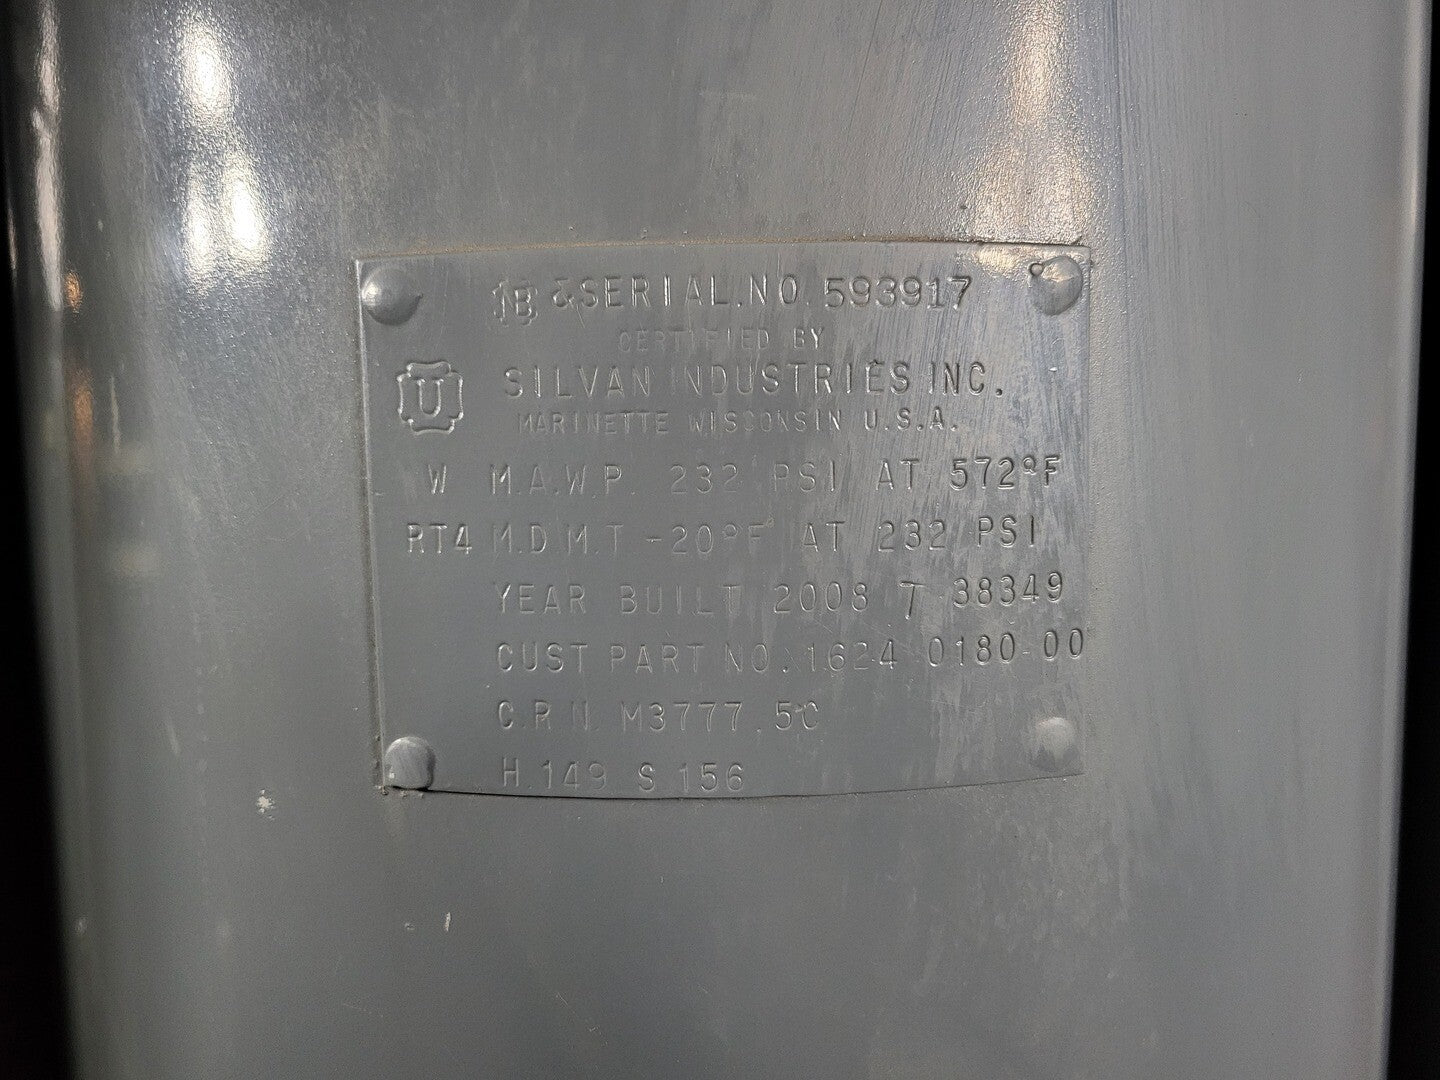 & SERIAL.NO. 593917
CERTIFIED BY
U SILVAN INDUSTRIES INC.
MARINETTE WISCONSIN U.S.A.
W M.A.W.P. 232 PSI AT 572°F
RT4 M.D.M.T -20°F AT 232 PSI
YEAR BUILT 2008 T 38349
CUST PART NO. 1624 0180-00
C.R.N. M3777.5C
H.149 S.156